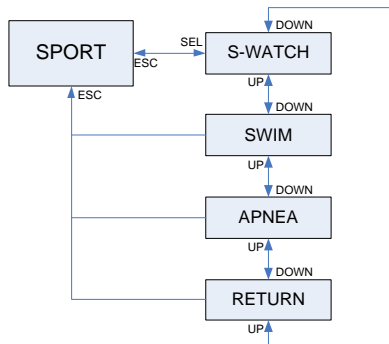 DOWN
SEL
SPORT
S-WATCH
ESC
UP
ESC
DOWN
SWIM
UP
DOWN
APNEA
UP
DOWN
RETURN
UP